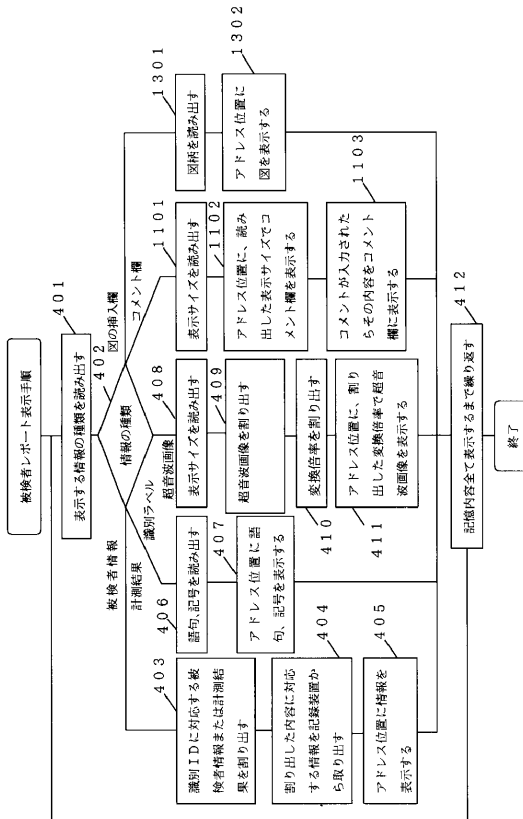 被検者レポート表示手順
401
表示する情報の種類を読み出す
402
情報の種類
被検者情報
計測結果
識別ラベル
超音波画像
コメント欄
図の挿入欄
403
識別IDに対応する被
検者情報または計測結
果を割り出す
404
割り出した内容に対応
する情報を記録装置か
ら取り出す
405
アドレス位置に情報を
表示する
406
語句、記号を読み出す
407
アドレス位置に語
句、記号を表示する
408
表示サイズを読み出す
409
超音波画像を割り出す
410
変換倍率を割り出す
411
アドレス位置に、割り
出した変換倍率で超音
波画像を表示する
1101
表示サイズを読み出す
1102
アドレス位置に、読み
出した表示サイズでコ
メント欄を表示する
1103
コメントが入力された
らその内容をコメント
欄に表示する
1301
図柄を読み出す
1302
アドレス位置に
図を表示する
412
記憶内容全て表示するまで繰り返す
終了